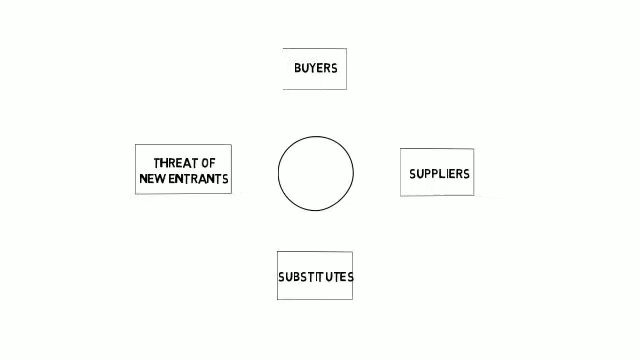 BUYERS
THREAT OF
NEW ENTRANTS
SUPPLIERS
SUBSTITUTES